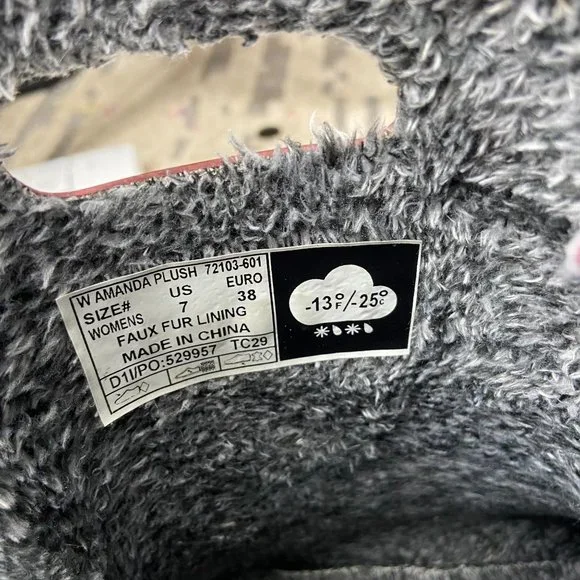 W AMANDA PLUSH 72103-601
SIZE# US EURO
WOMENS 7 38
FAUX FUR LINING
MADE IN CHINA
D1I/PO:529957 TC29
-13°F/-25°C